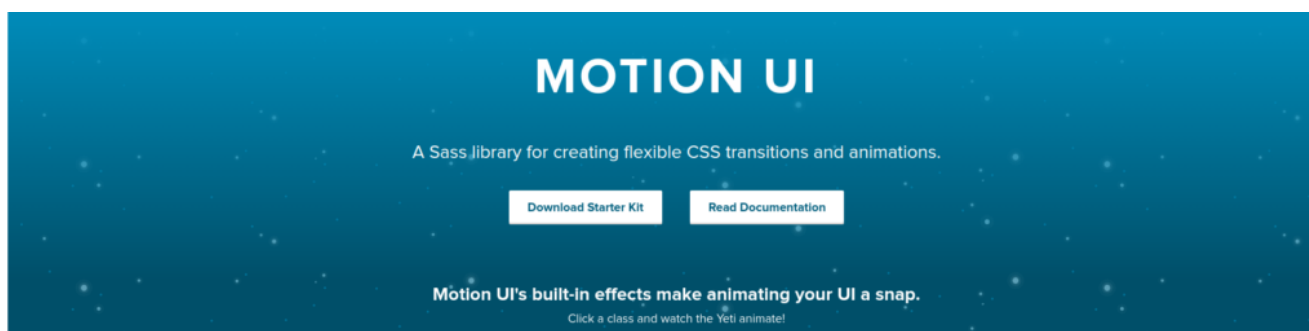 MOTION UI
A Sass library for creating flexible CSS transitions and animations.
Download Starter Kit
Read Documentation
Motion UI's built-in effects make animating your UI a snap.
Click a class and watch the Yeti animate!